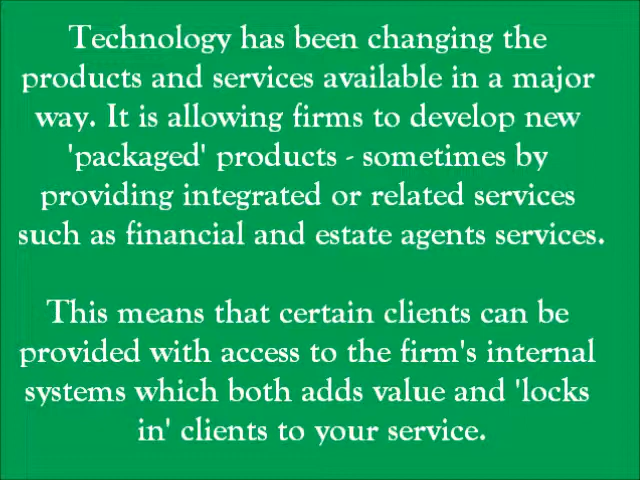 Technology has been changing the
products and services available in a major
way. It is allowing firms to develop new
'packaged' products - sometimes by
providing integrated or related services
such as financial and estate agents services.
This means that certain clients can be
provided with access to the firm's internal
systems which both adds value and 'locks
in' clients to your service.